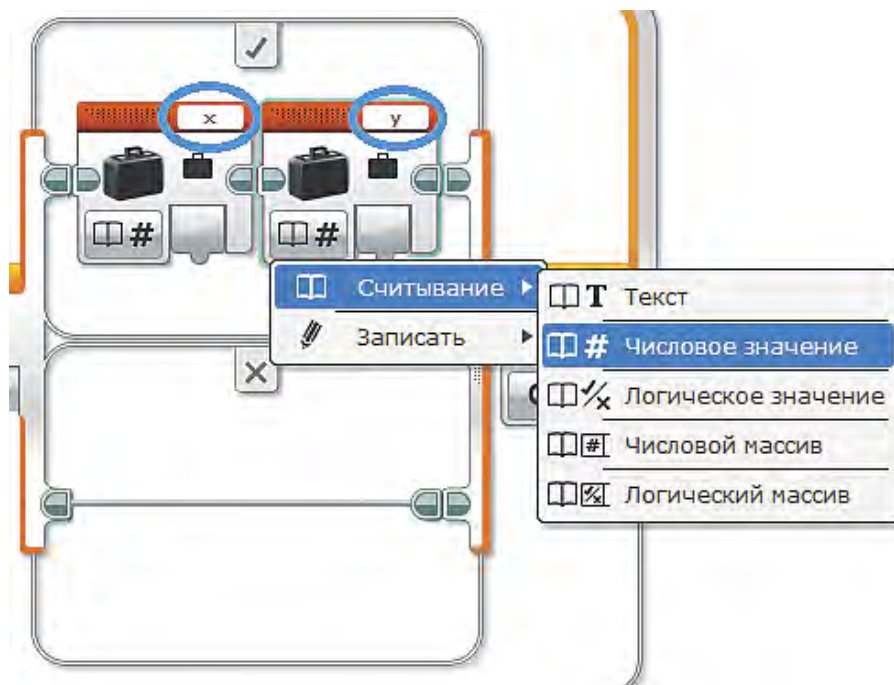 x
y
#
#
Считывание
Записать
T Текст
# Числовое значение
Логическое значение
# Числовой массив
Логический массив